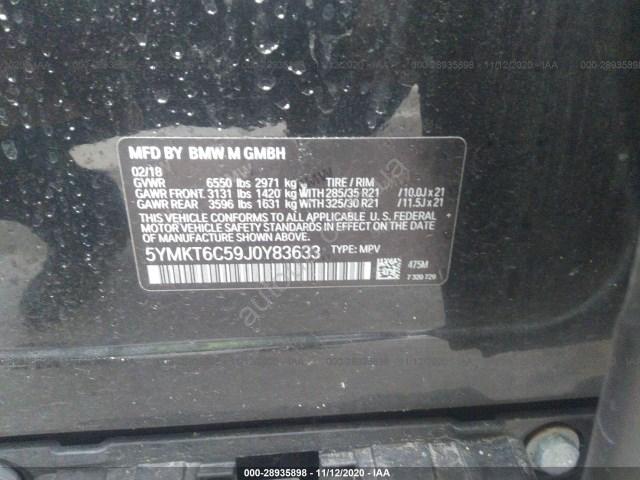 000-28935898 - 11/12/2020 - IAA
MFD BY BMW M GMBH
02/18
GVWR 6550 lbs 2971 kg TIRE / RIM
GAWR FRONT: 3131 lbs 1420 kg WITH 285/35 R21 /10.0J x 21
GAWR REAR 3596 lbs 1631 kg WITH 325/30 R21 /11.5J x 21
THIS VEHICLE CONFORMS TO ALL APPLICABLE U.S. FEDERAL
MOTOR VEHICLE SAFETY STANDARDS IN EFFECT ON THE DATE
OF MANUFACTURE SHOWN ABOVE.
5YMKT6C59J0Y83633 TYPE: MPV
475M
7 320 729
000-28935898 - 11/12/2020 - IAA